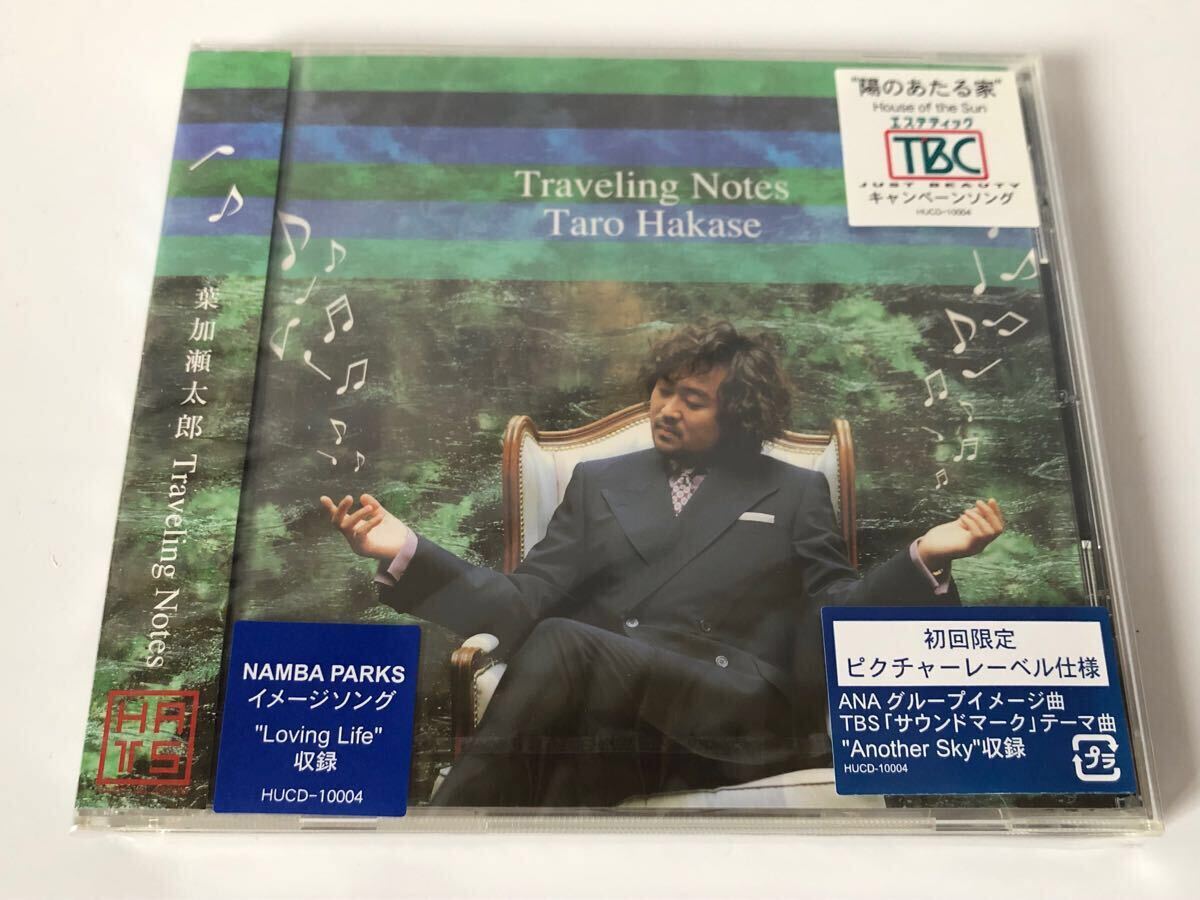 葉加瀬太郎 Traveling Notes
HATS
Traveling Notes
Taro Hakase
"陽のあたる家"
House of the Sun
エステティック
TBC
JUST BEAUTY
キャンペーンソング
HUCD-10004
NAMBA PARKS
イメージソング
"Loving Life"
収録
HUCD-10004
初回限定
ピクチャーレーベル仕様
ANA グループイメージ曲
TBS「サウンドマーク」テーマ曲
"Another Sky"収録
HUCD-10004
プラ